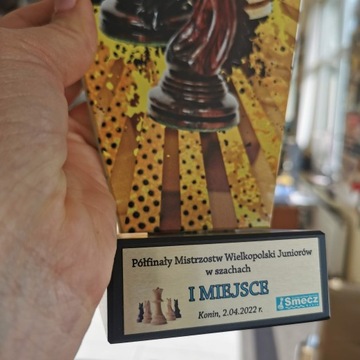 Półfinały Mistrzostw Wielkopolski Juniorów
w szachach
I MIEJSCE
Smecz
Konin, 2.04.2022 r.